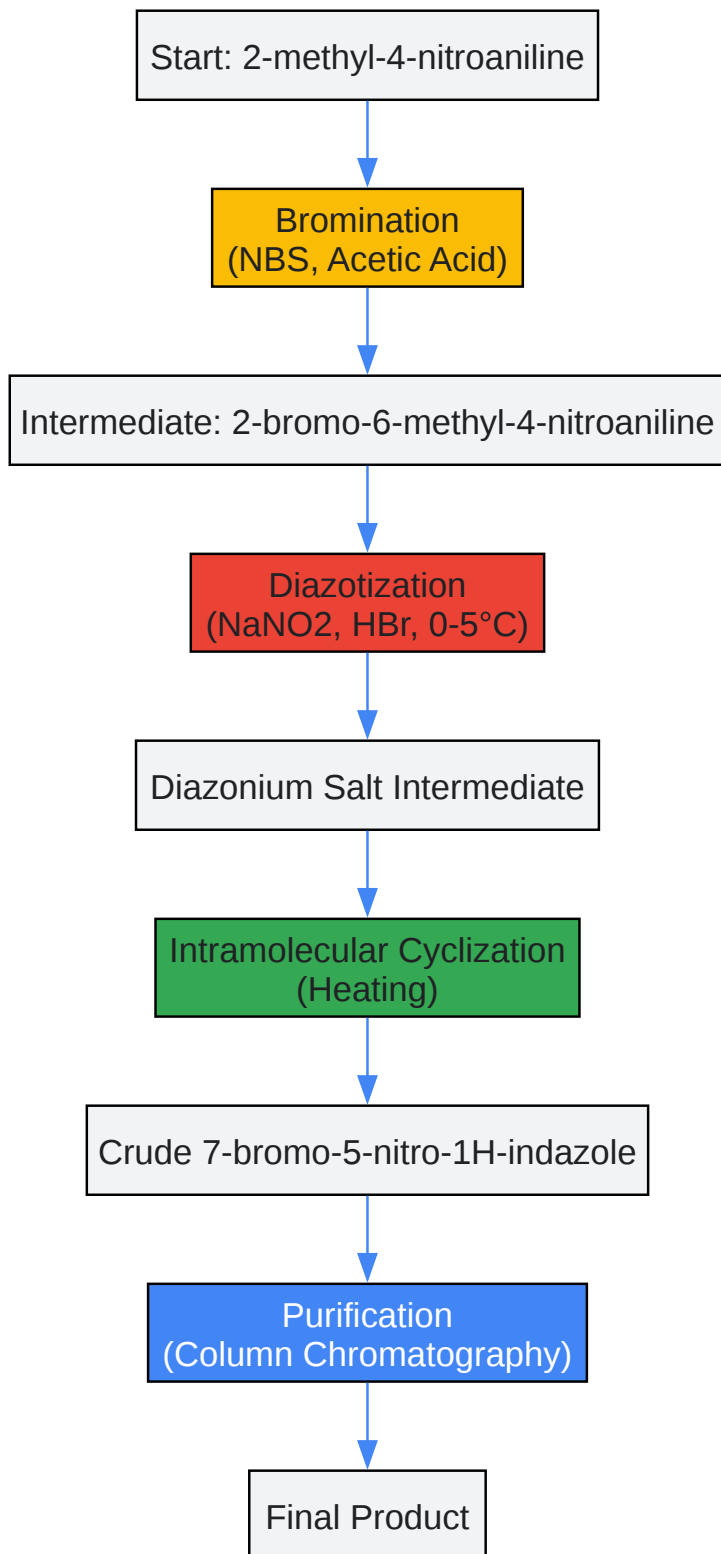 Start: 2-methyl-4-nitroaniline
Bromination
(NBS, Acetic Acid)
Intermediate: 2-bromo-6-methyl-4-nitroaniline
Diazotization
(NaNO2, HBr, 0-5°C)
Diazonium Salt Intermediate
Intramolecular Cyclization
(Heating)
Crude 7-bromo-5-nitro-1H-indazole
Purification
(Column Chromatography)
Final Product